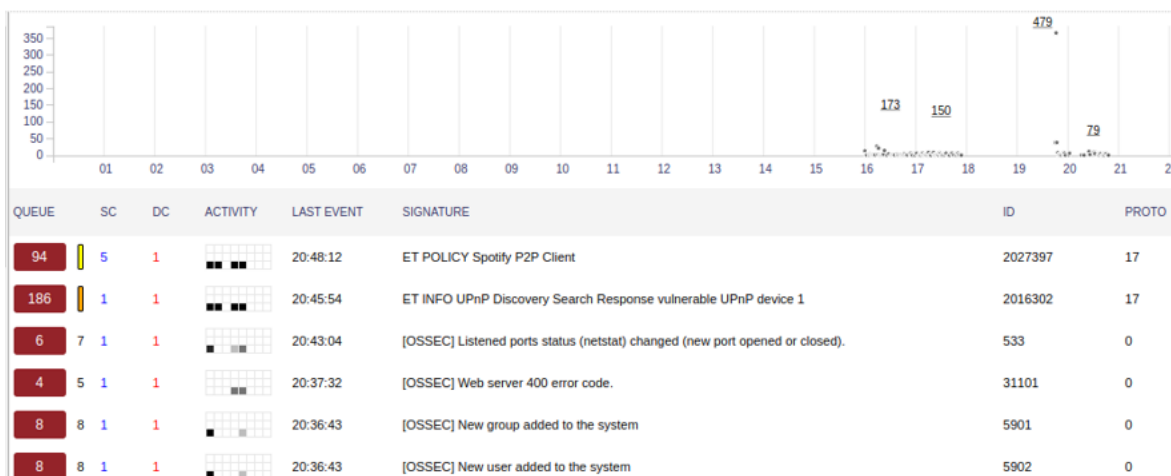 479
350
300
250
200
150
100
50
0
173
150
79
01 02 03 04 05 06 07 08 09 10 11 12 13 14 15 16 17 18 19 20 21
QUEUE SC DC ACTIVITY LAST EVENT SIGNATURE ID PROTO
94 5 1 20:48:12 ET POLICY Spotify P2P Client 2027397 17
186 1 1 20:45:54 ET INFO UPnP Discovery Search Response vulnerable UPnP device 1 2016302 17
6 7 1 1 20:43:04 [OSSEC] Listened ports status (netstat) changed (new port opened or closed). 533 0
4 5 1 1 20:37:32 [OSSEC] Web server 400 error code. 31101 0
8 8 1 1 20:36:43 [OSSEC] New group added to the system 5901 0
8 8 1 1 20:36:43 [OSSEC] New user added to the system 5902 0